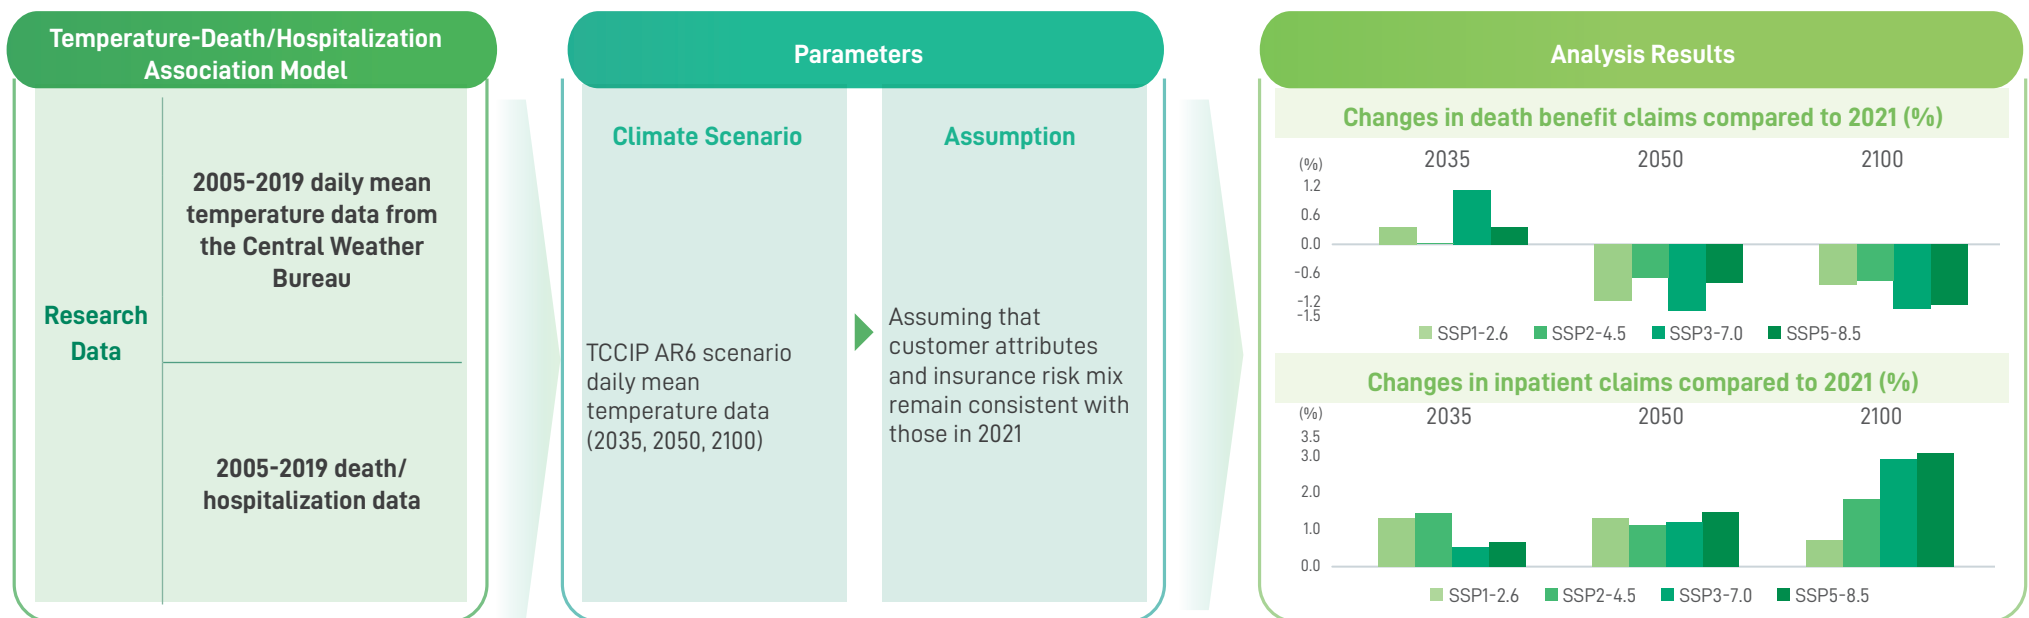 Temperature-Death/Hospitalization
Association Model
Research
Data
2005-2019 daily mean
temperature data from
the Central Weather
Bureau
2005-2019 death/
hospitalization data
Parameters
Climate Scenario
TCCIP AR6 scenario
daily mean
temperature data
(2035, 2050, 2100)
Assumption
Assuming that
customer attributes
and insurance risk mix
remain consistent with
those in 2021
Analysis Results
Changes in death benefit claims compared to 2021 (%)
(%)
2035 2050 2100
1.2
0.6
0.0
-0.6
-1.2
-1.5
SSP1-2.6 SSP2-4.5 SSP3-7.0 SSP5-8.5
Changes in inpatient claims compared to 2021 (%)
(%)
2035 2050 2100
3.5
3.0
2.0
1.0
0.0
SSP1-2.6 SSP2-4.5 SSP3-7.0 SSP5-8.5